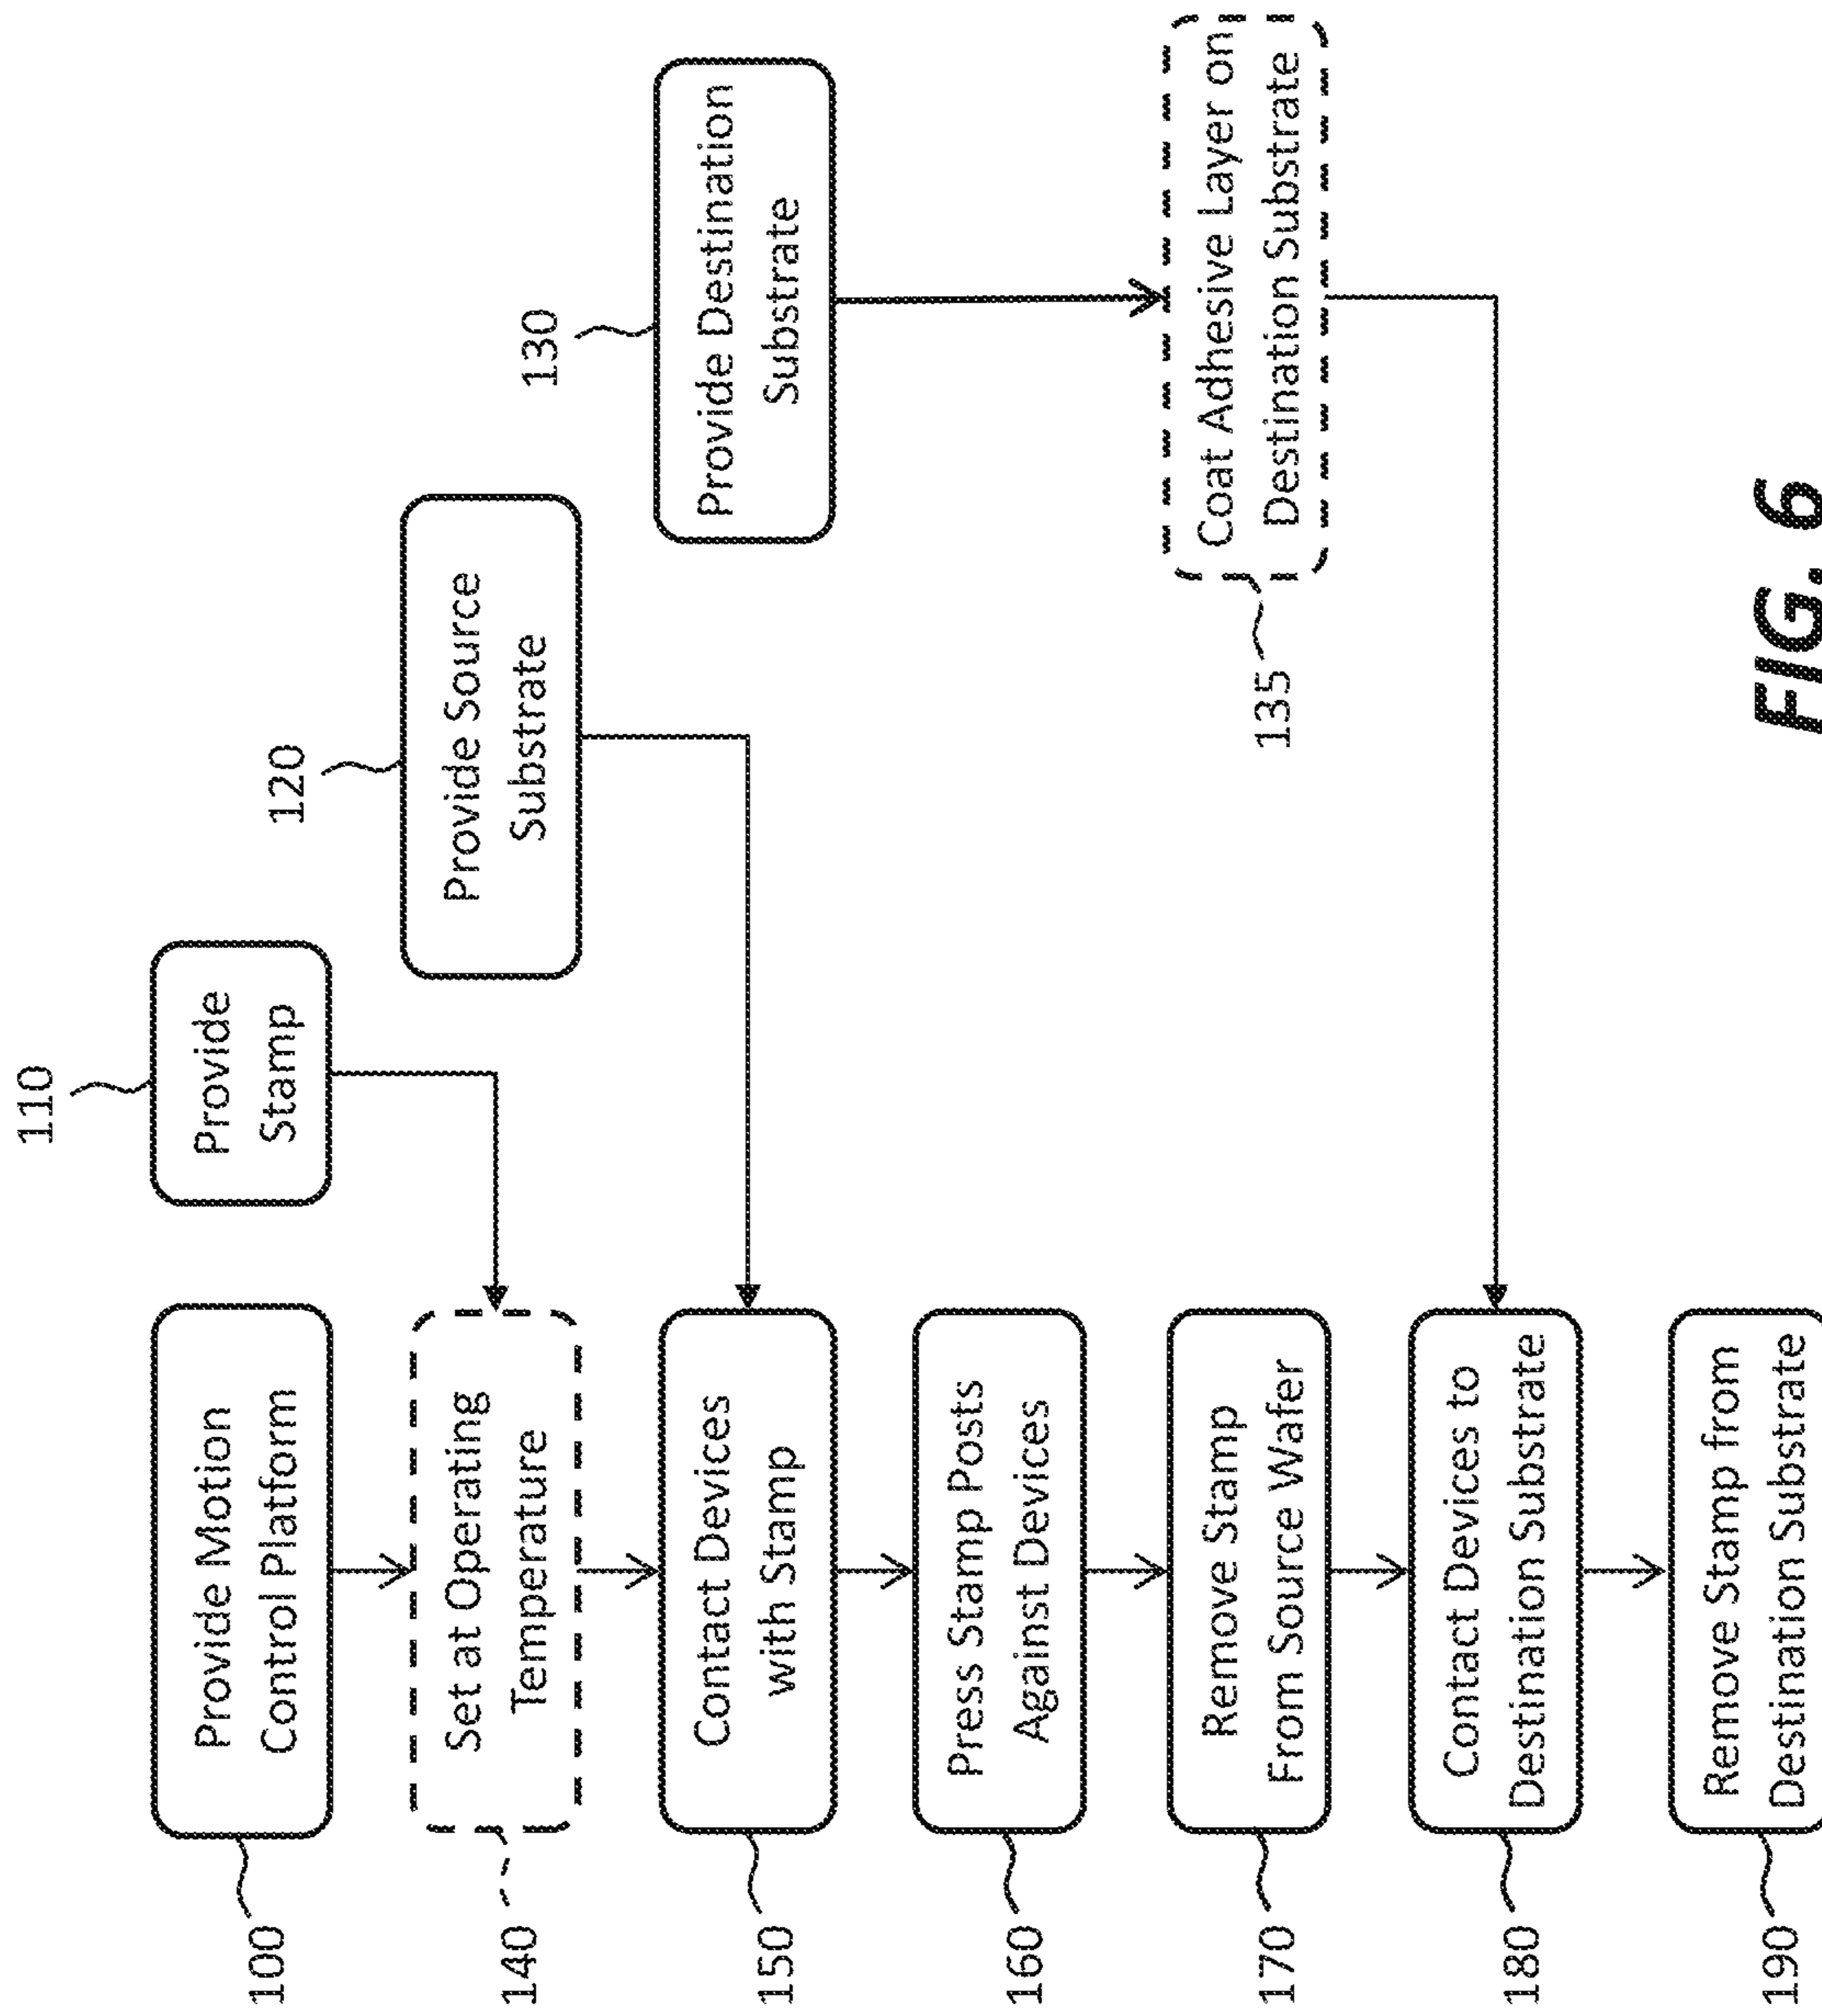 100
Provide Motion
Control Platform
110
Provide
Stamp
140
Set at Operating
Temperature
120
Provide Source
Substrate
150
Contact Devices
with Stamp
130
Provide Destination
Substrate
160
Press Stamp Posts
Against Devices
170
Remove Stamp
From Source Wafer
135
Coat Adhesive Layer on
Destination Substrate
180
Contact Devices to
Destination Substrate
190
Remove Stamp from
Destination Substrate
FIG. 6